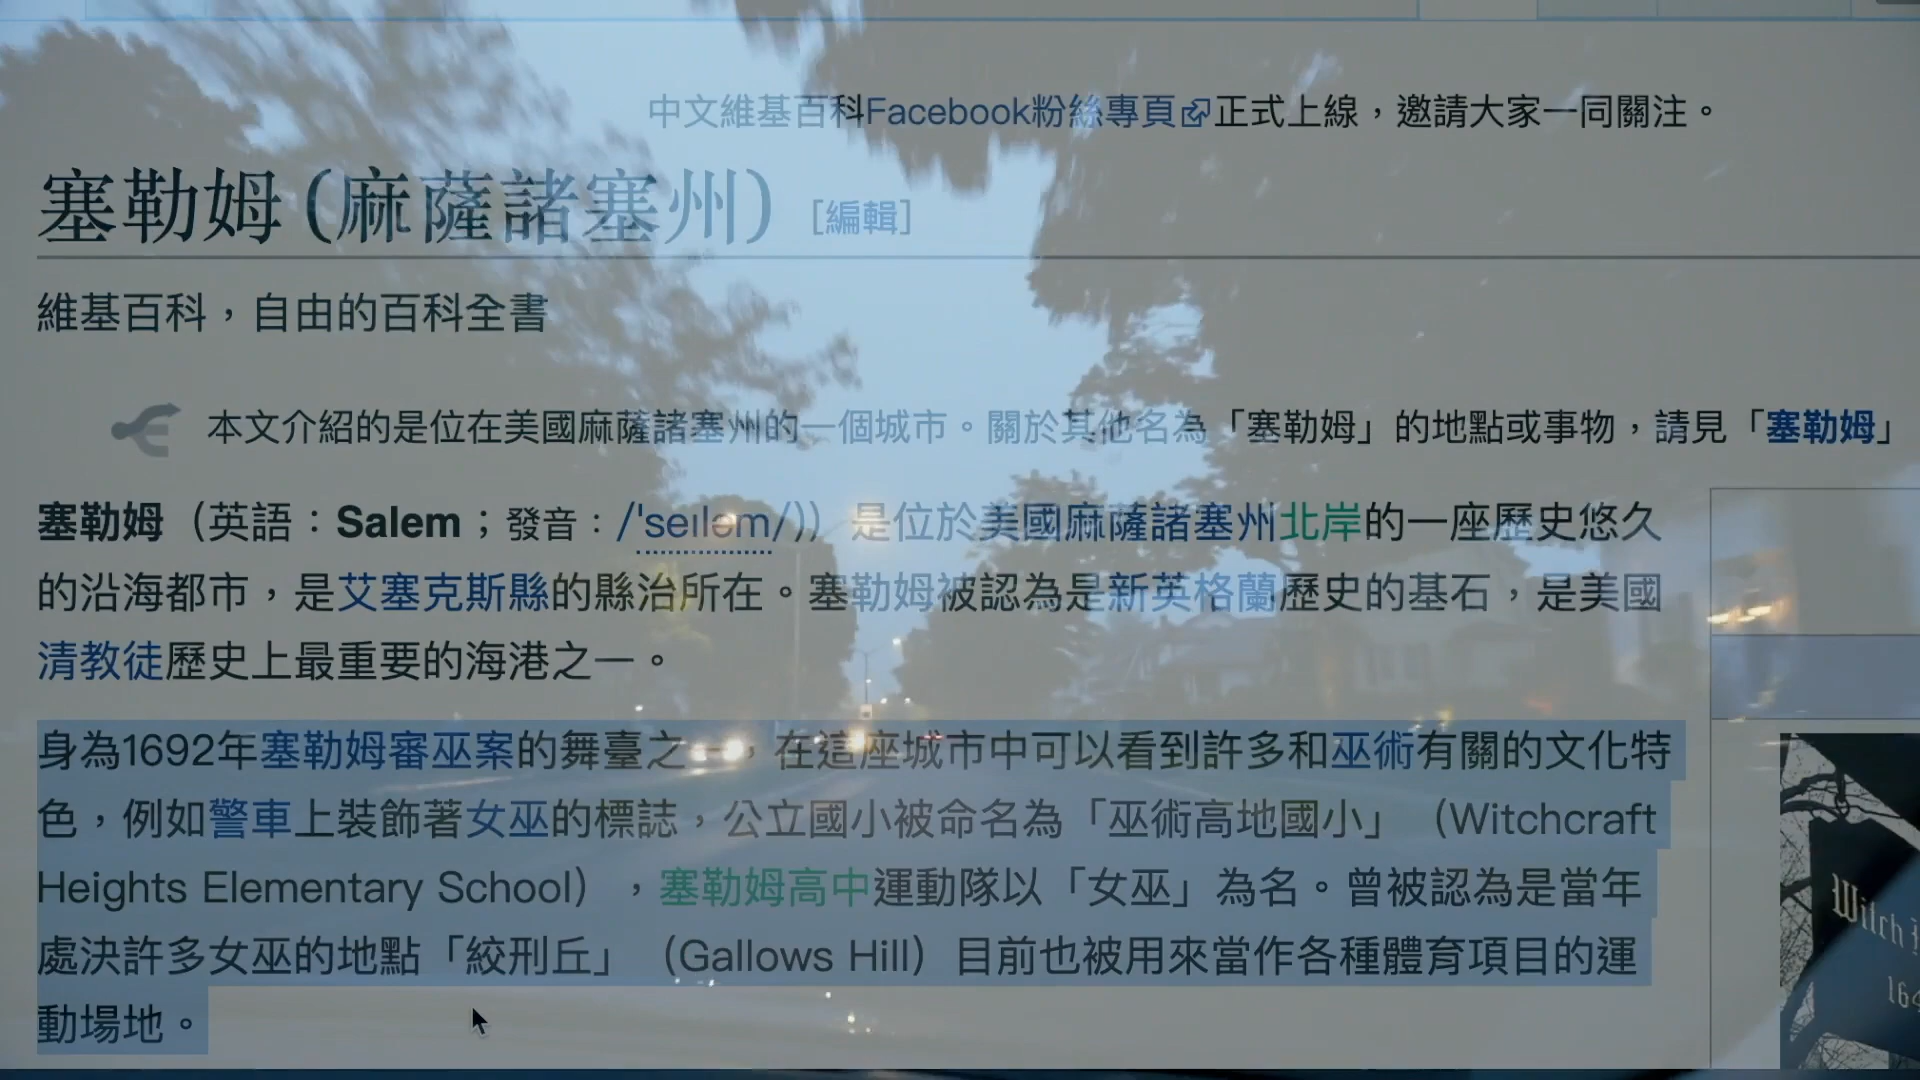 中文維基百科Facebook粉絲專頁正式上線，邀請大家一同關注。
塞勒姆 (麻薩諸塞州) [編輯]
維基百科，自由的百科全書
本文介紹的是位在美國麻薩諸塞州的一個城市。關於其他名為「塞勒姆」的地點或事物，請見「塞勒姆」
塞勒姆（英語：Salem；發音：/ˈseɪləm/)）是位於美國麻薩諸塞州北岸的一座歷史悠久
的沿海都市，是艾塞克斯縣的縣治所在。塞勒姆被認為是新英格蘭歷史的基石，是美國
清教徒歷史上最重要的海港之一。
身為1692年塞勒姆審巫案的舞臺之一，在這座城市中可以看到許多和巫術有關的文化特
色，例如警車上裝飾著女巫的標誌，公立國小被命名為「巫術高地國小」（Witchcraft
Heights Elementary School），塞勒姆高中運動隊以「女巫」為名。曾被認為是當年
處決許多女巫的地點「絞刑丘」（Gallows Hill）目前也被用來當作各種體育項目的運
動場地。
Witch
164